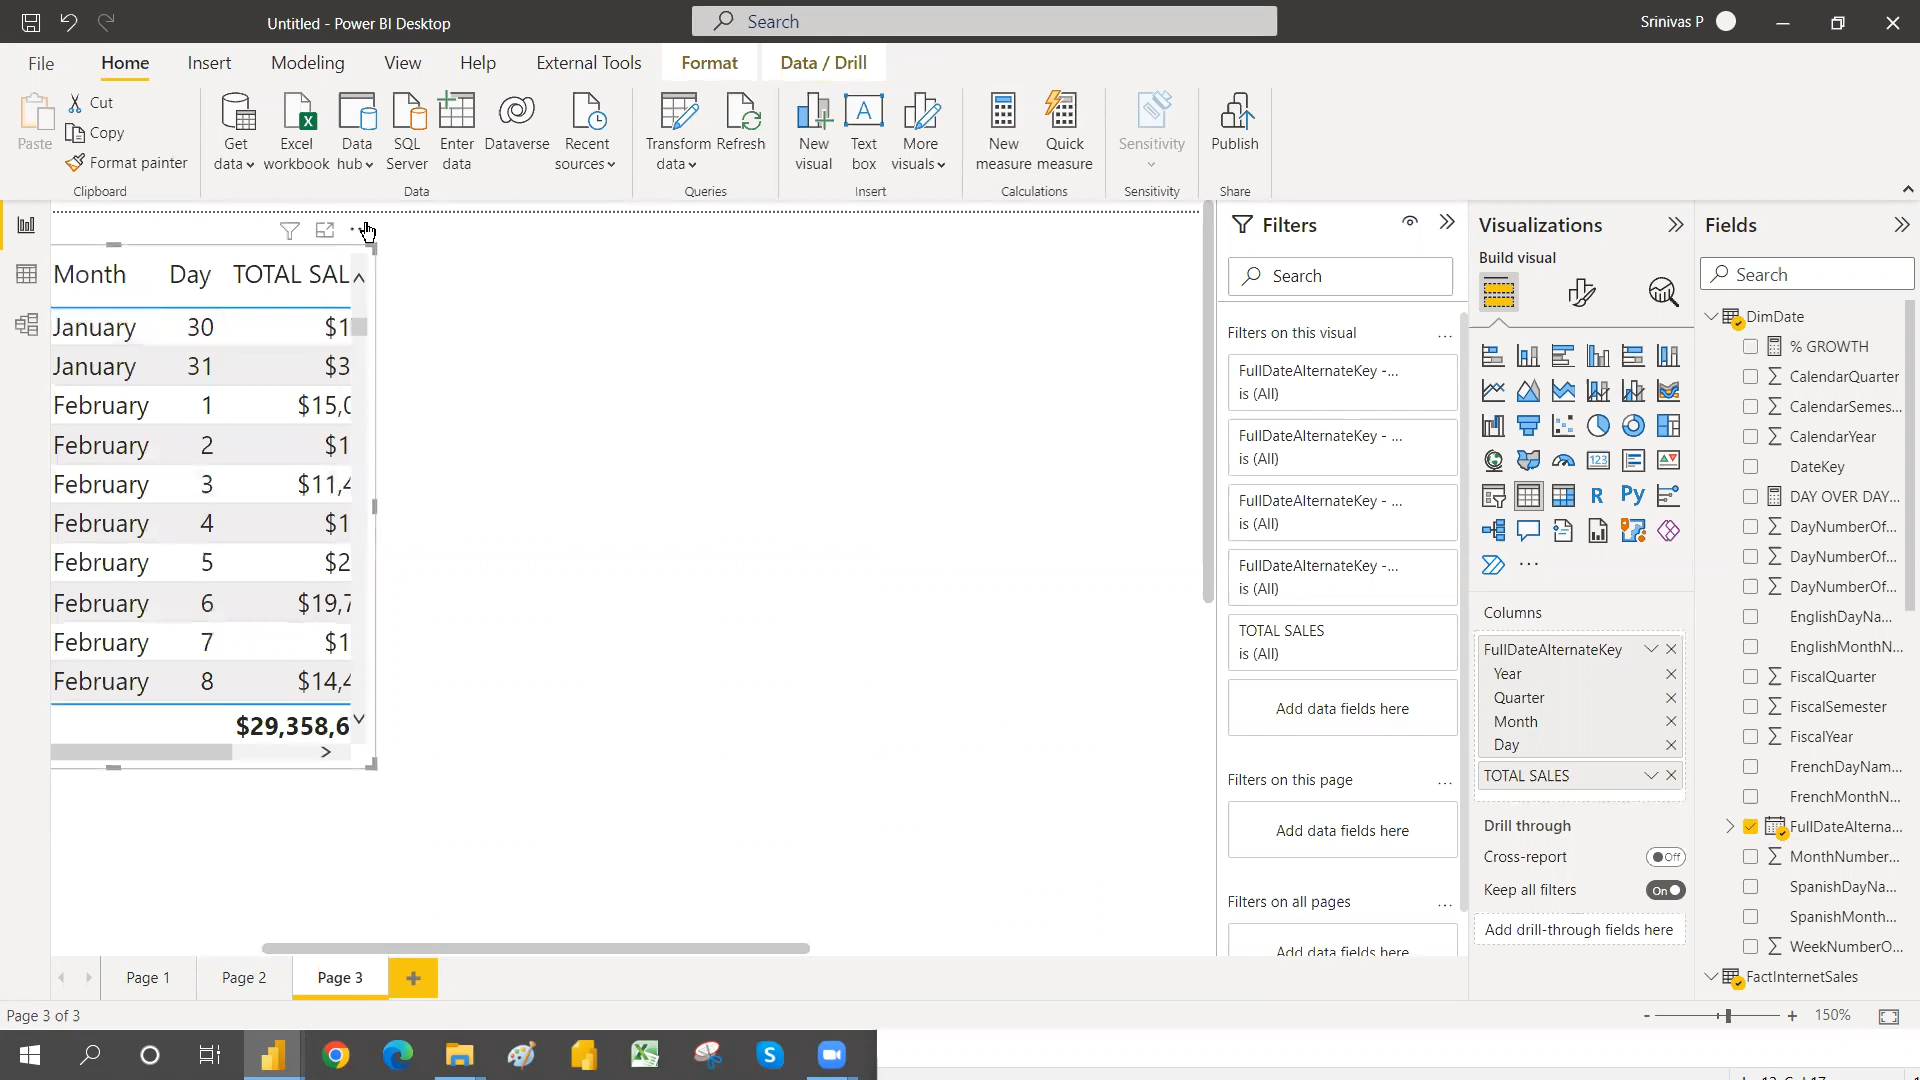 Untitled - Power BI Desktop
Search
Srinivas P
File
Home
Insert
Modeling
View
Help
External Tools
Format
Data / Drill
Paste
Cut
Copy
Format painter
Clipboard
Get data
Excel workbook
Data hub
SQL Server
Enter data
Dataverse
Recent sources
Data
Transform data
Refresh
Queries
New visual
Text box
More visuals
Insert
New measure
Quick measure
Calculations
Sensitivity
Sensitivity
Publish
Share
Month Day TOTAL SAL
January 30 $1
January 31 $3
February 1 $15,0
February 2 $1
February 3 $11,4
February 4 $1
February 5 $2
February 6 $19,7
February 7 $1
February 8 $14,4
$29,358,6
Filters
Search
Filters on this visual ...
FullDateAlternateKey -...
is (All)
FullDateAlternateKey - ...
is (All)
FullDateAlternateKey - ...
is (All)
FullDateAlternateKey -...
is (All)
TOTAL SALES
is (All)
Add data fields here
Filters on this page ...
Add data fields here
Filters on all pages ...
Add data fields here
Visualizations
Build visual
123
R
Py
...
Columns
FullDateAlternateKey
Year
Quarter
Month
Day
TOTAL SALES
Drill through
Cross-report Off
Keep all filters On
Add drill-through fields here
Fields
Search
DimDate
% GROWTH
CalendarQuarter
CalendarSemes...
CalendarYear
DateKey
DAY OVER DAY...
DayNumberOf...
DayNumberOf...
DayNumberOf...
EnglishDayNa...
EnglishMonthN...
FiscalQuarter
FiscalSemester
FiscalYear
FrenchDayNam...
FrenchMonthN...
FullDateAlterna...
MonthNumber...
SpanishDayNa...
SpanishMonth...
WeekNumberO...
FactInternetSales
Page 1
Page 2
Page 3
Page 3 of 3
- + 150%